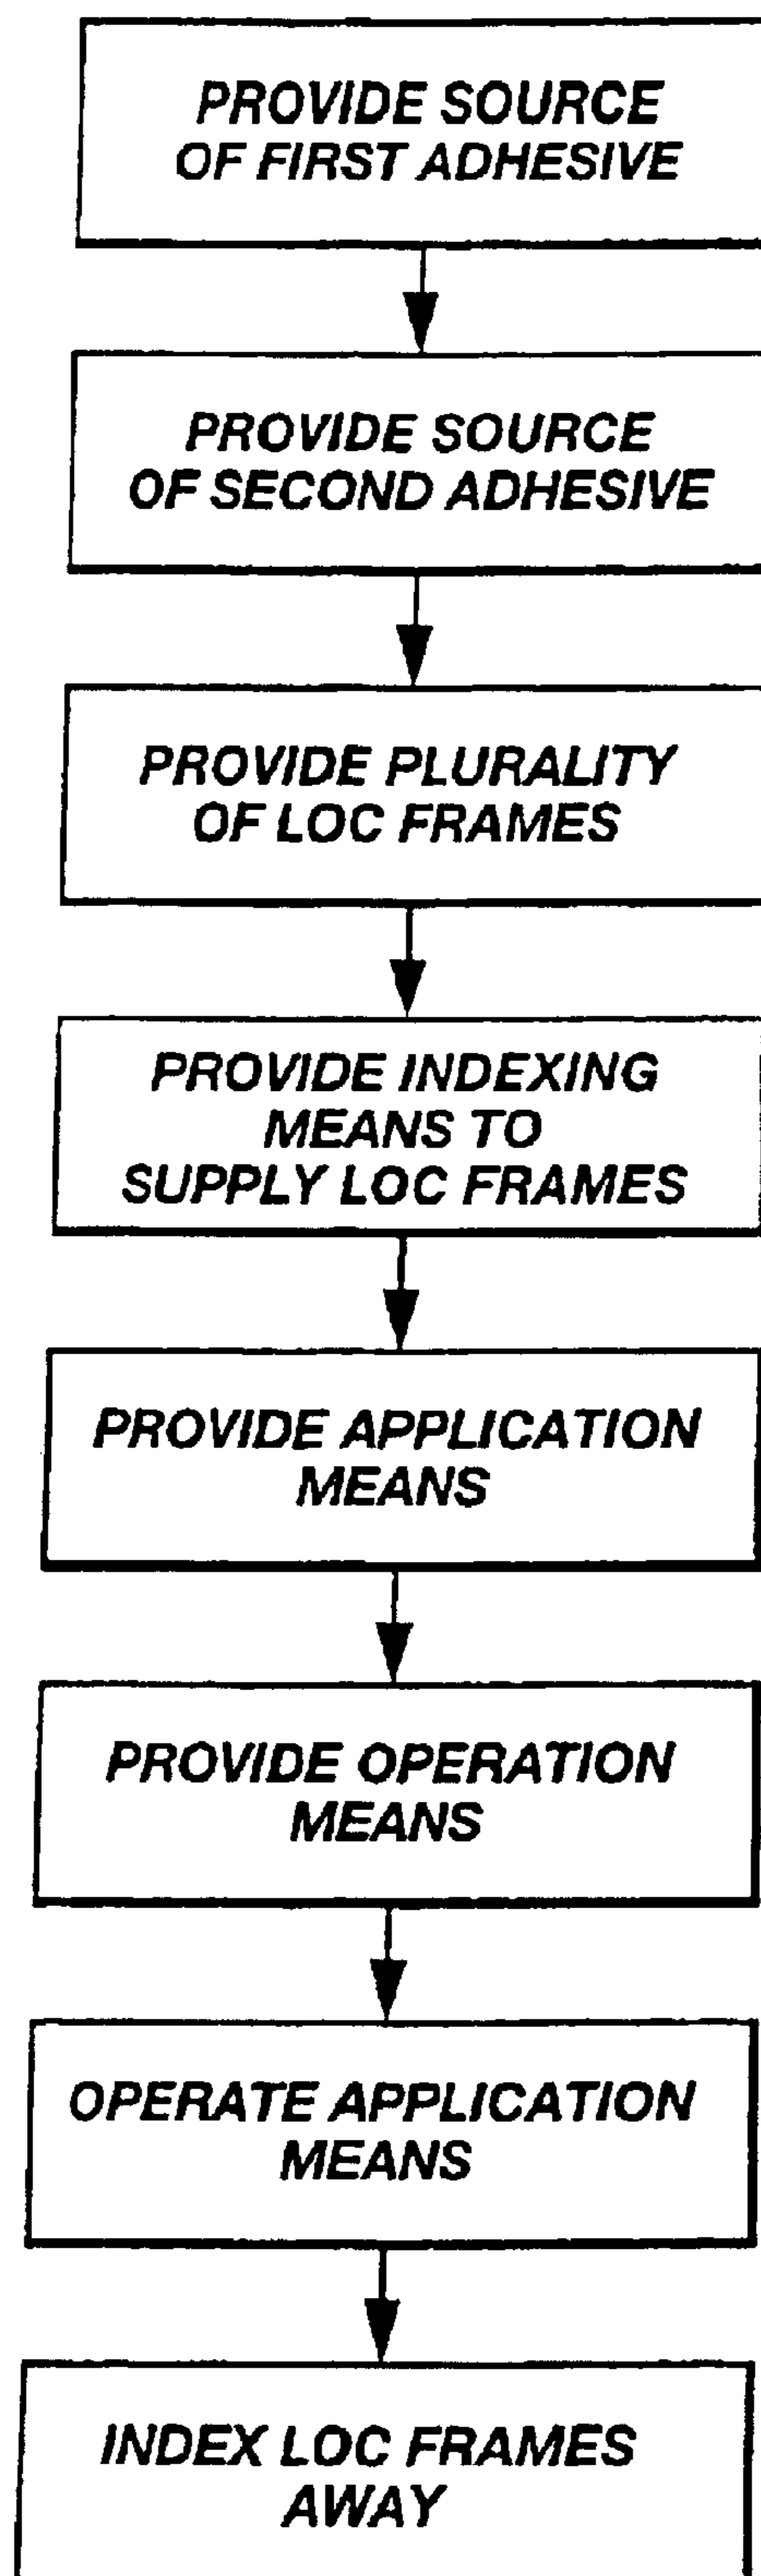 PROVIDE SOURCE
OF FIRST ADHESIVE
PROVIDE SOURCE
OF SECOND ADHESIVE
PROVIDE PLURALITY
OF LOC FRAMES
PROVIDE INDEXING
MEANS TO
SUPPLY LOC FRAMES
PROVIDE APPLICATION
MEANS
PROVIDE OPERATION
MEANS
OPERATE APPLICATION
MEANS
INDEX LOC FRAMES
AWAY